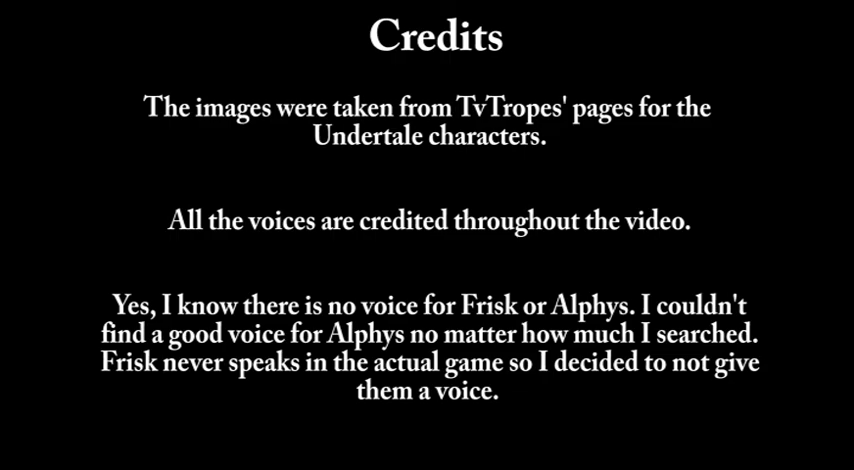 Credits
The images were taken from TvTropes' pages for the
Undertale characters.
All the voices are credited throughout the video.
Yes, I know there is no voice for Frisk or Alphys. I couldn't
find a good voice for Alphys no matter how much I searched.
Frisk never speaks in the actual game so I decided to not give
them a voice.